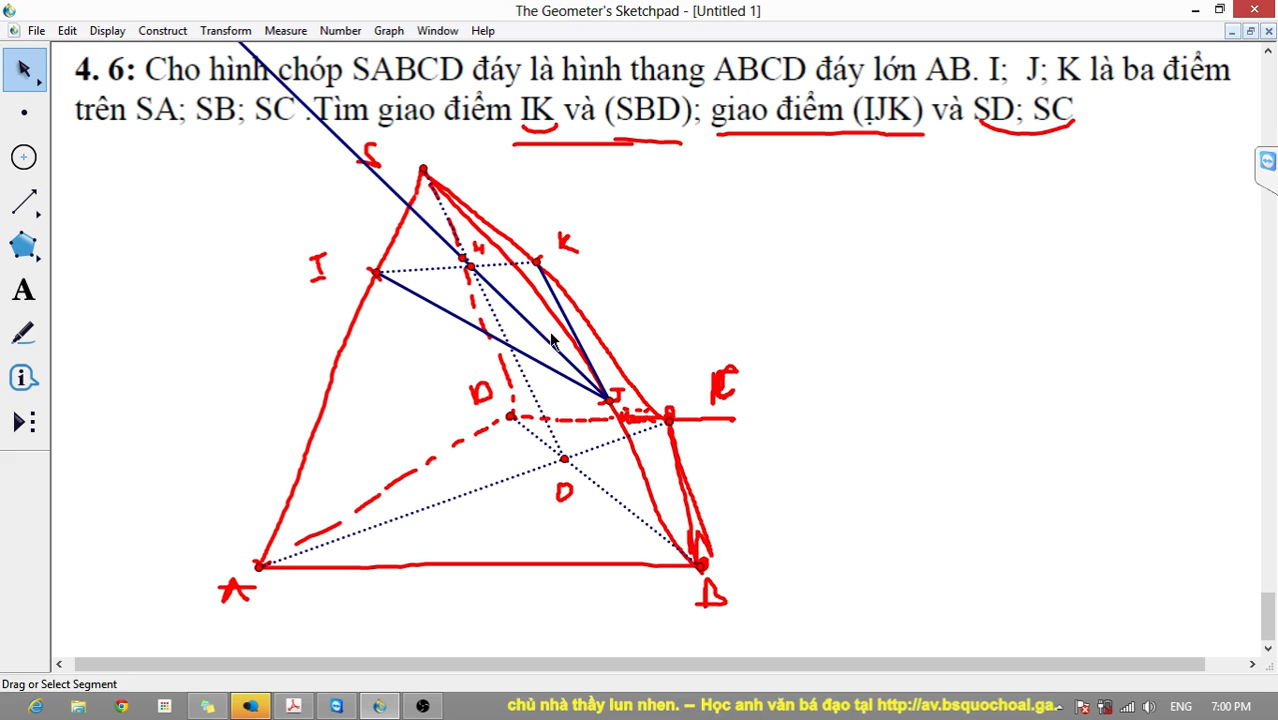 The Geometer's Sketchpad - [Untitled 1]
File Edit Display Construct Transform Measure Number Graph Window Help
4. 6: Cho hình chóp SABCD đáy là hình thang ABCD đáy lớn AB. I; J; K là ba điểm
trên SA; SB; SC .Tìm giao điểm IK và (SBD); giao điểm (IJK) và SD; SC
S
K
H
I
C
D
J
O
A
B
A
Drag or Select Segment
chủ nhà thầy lun nhen. -- Học anh văn bá đạo tại http://av.bsquochoai.ga
ENG
7:00 PM